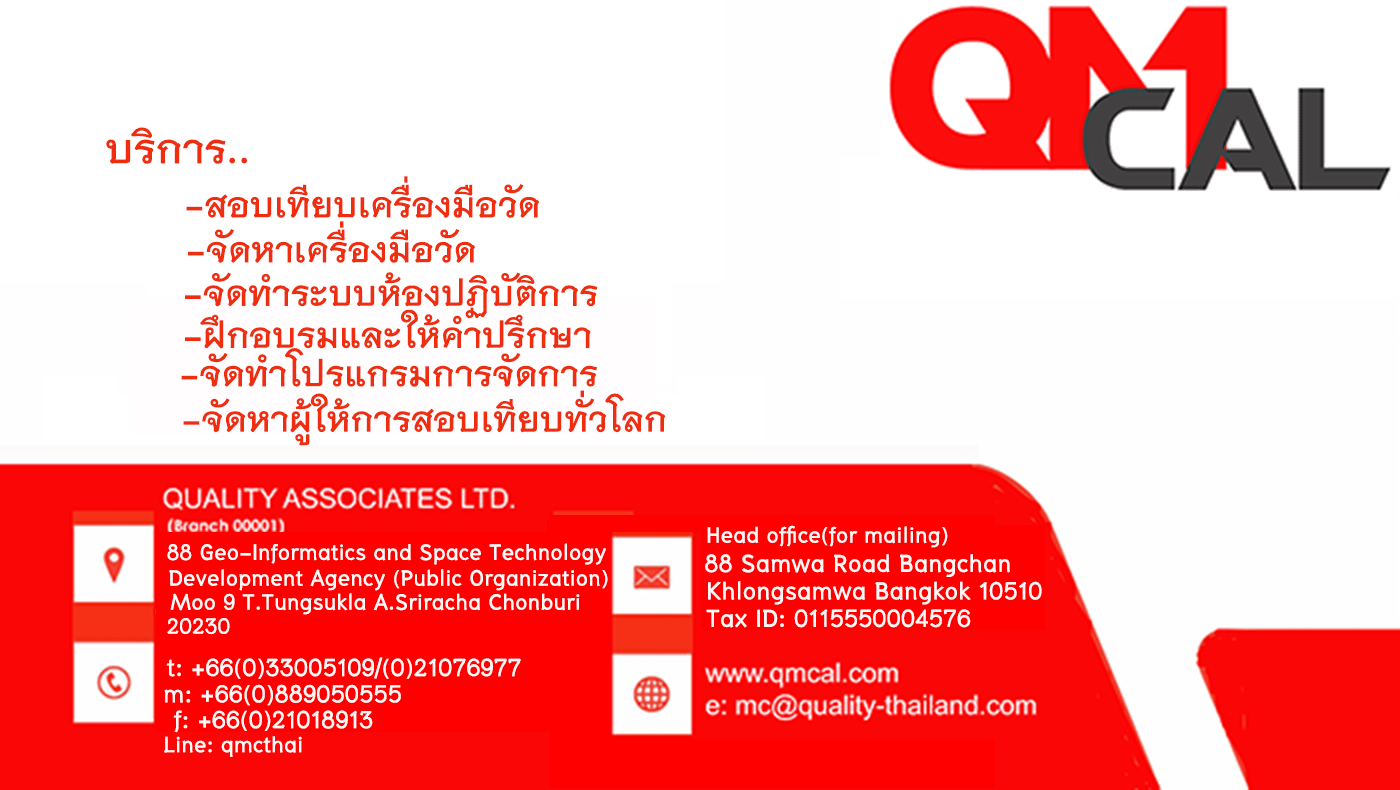 QM
CAL
บริการ..
-สอบเทียบเครื่องมือวัด
-จัดหาเครื่องมือวัด
-จัดทำระบบห้องปฏิบัติการ
-ฝึกอบรมและให้คำปรึกษา
-จัดทำโปรแกรมการจัดการ
-จัดหาผู้ให้การสอบเทียบทั่วโลก
QUALITY ASSOCIATES LTD.
(Branch 00001)
88 Geo-Informatics and Space Technology
Development Agency (Public Organization)
Moo 9 T.Tungsukla A.Sriracha Chonburi
20230
t: +66(0)33005109/(0)21076977
m: +66(0)889050555
f: +66(0)21018913
Line: qmcthai
Head office(for mailing)
88 Samwa Road Bangchan
Khlongsamwa Bangkok 10510
Tax ID: 0115550004576
www.qmcal.com
e: mc@quality-thailand.com